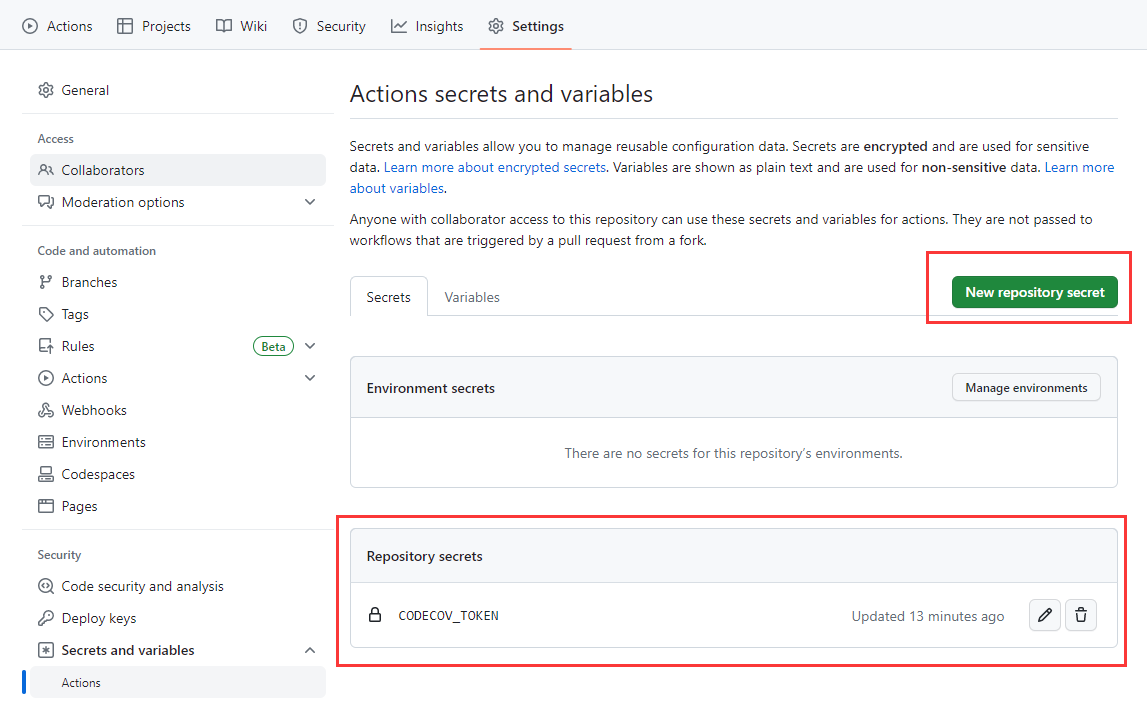 Actions Projects Wiki Security Insights Settings
General
Access
Collaborators
Moderation options
Code and automation
Branches
Tags
Rules Beta
Actions
Webhooks
Environments
Codespaces
Pages
Security
Code security and analysis
Deploy keys
Secrets and variables
Actions
Actions secrets and variables
Secrets and variables allow you to manage reusable configuration data. Secrets are encrypted and are used for sensitive
data. Learn more about encrypted secrets. Variables are shown as plain text and are used for non-sensitive data. Learn more
about variables.
Anyone with collaborator access to this repository can use these secrets and variables for actions. They are not passed to
workflows that are triggered by a pull request from a fork.
Secrets Variables New repository secret
Environment secrets Manage environments
There are no secrets for this repository’s environments.
Repository secrets
CODECOV_TOKEN Updated 13 minutes ago